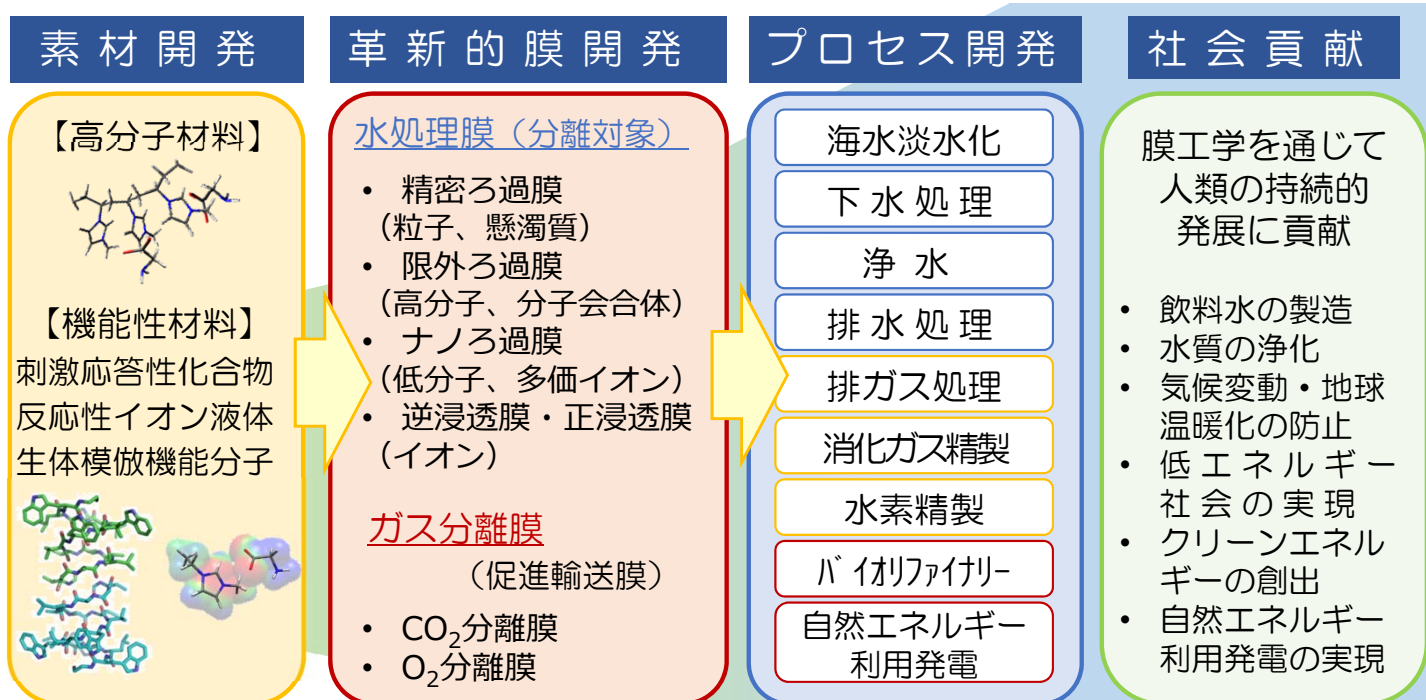 素材開発
【高分子材料】
【機能性材料】
刺激応答性化合物
反応性イオン液体
生体模倣機能分子
革新的膜開発
水処理膜（分離対象）
• 精密ろ過膜
（粒子、懸濁質）
• 限外ろ過膜
（高分子、分子会合体）
• ナノろ過膜
（低分子、多価イオン）
• 逆浸透膜・正浸透膜
（イオン）
ガス分離膜
（促進輸送膜）
• CO₂分離膜
• O₂分離膜
プロセス開発
海水淡水化
下水処理
浄水
排水処理
排ガス処理
消化ガス精製
水素精製
ﾊﾞｲｵﾘﾌｧｲﾅﾘｰ
自然エネルギー
利用発電
社会貢献
膜工学を通じて
人類の持続的
発展に貢献
• 飲料水の製造
• 水質の浄化
• 気候変動・地球
温暖化の防止
• 低エネルギー
社会の実現
• クリーンエネル
ギーの創出
• 自然エネルギー
利用発電の実現